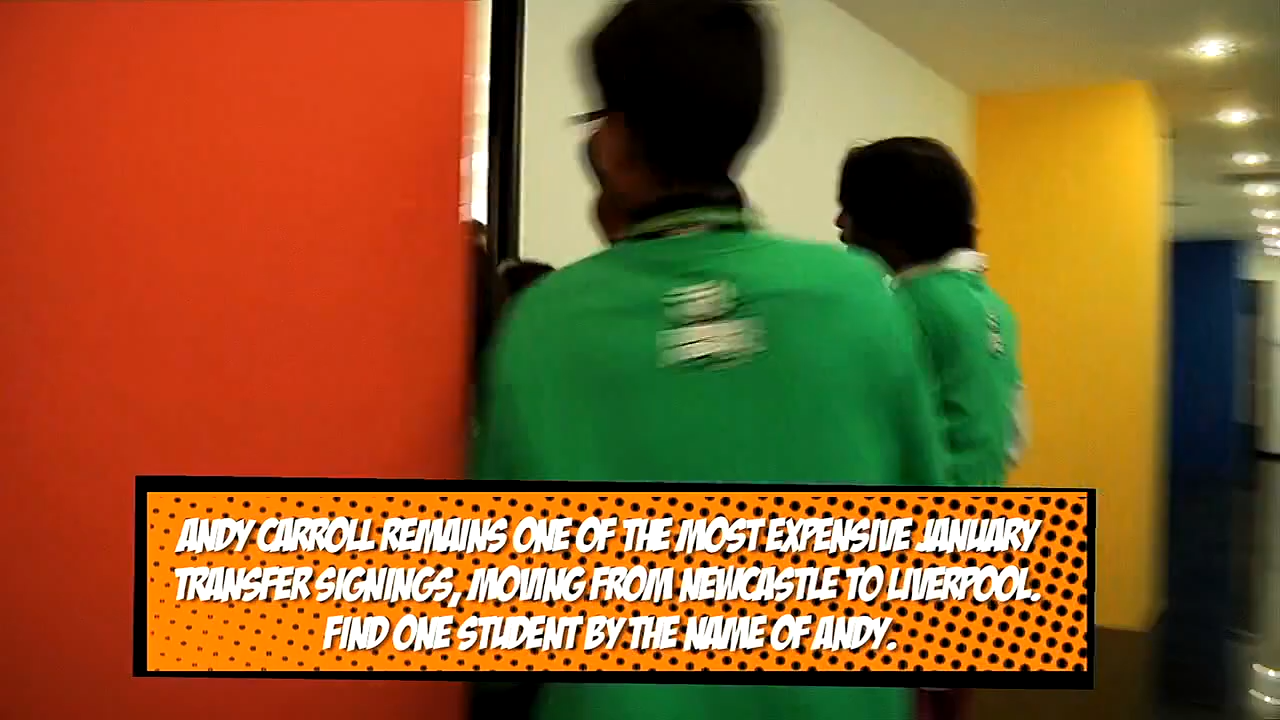 ANDY CARROLL REMAINS ONE OF THE MOST EXPENSIVE JANUARY
TRANSFER SIGNINGS, MOVING FROM NEWCASTLE TO LIVERPOOL.
FIND ONE STUDENT BY THE NAME OF ANDY.